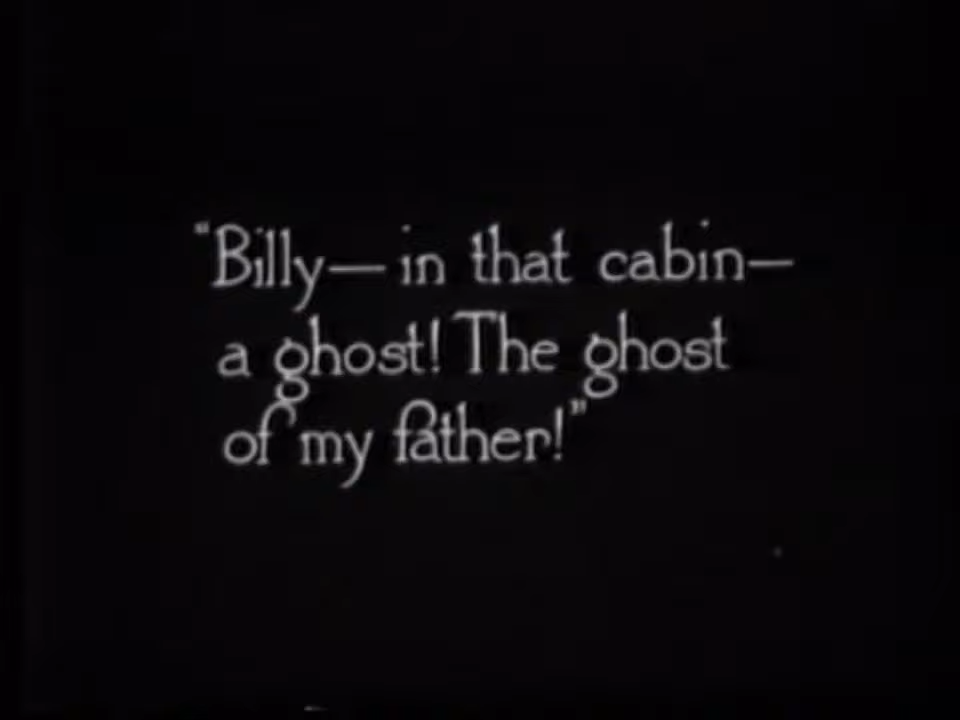 "Billy—in that cabin—
a ghost! The ghost
of my father!"